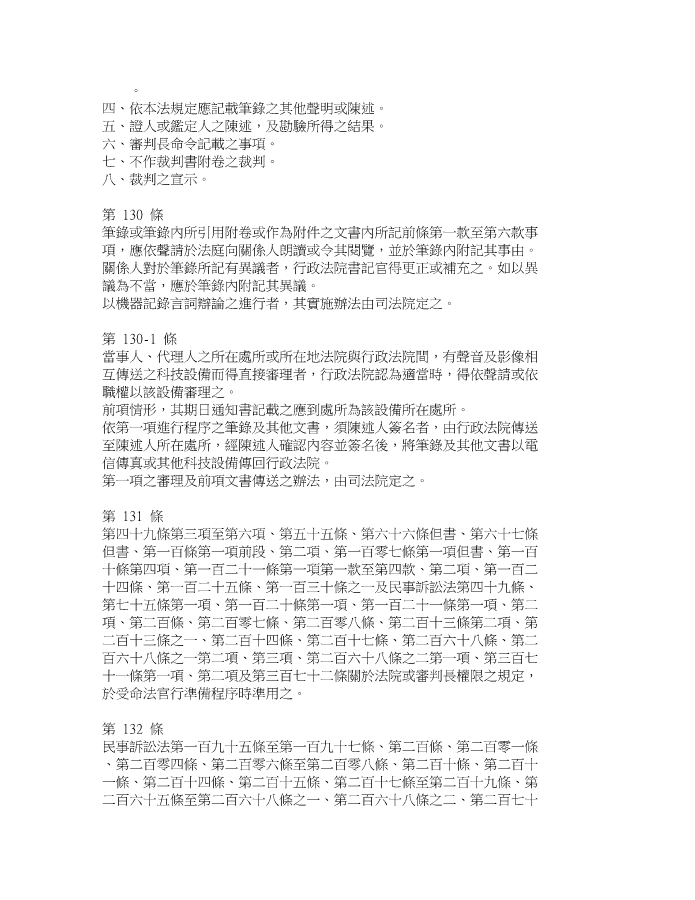 。
四、依本法規定應記載筆錄之其他聲明或陳述。
五、證人或鑑定人之陳述，及勘驗所得之結果。
六、審判長命令記載之事項。
七、不作裁判書附卷之裁判。
八、裁判之宣示。
第 130 條
筆錄或筆錄內所引用附卷或作為附件之文書內所記前條第一款至第六款事
項，應依聲請於法庭向關係人朗讀或令其閱覽，並於筆錄內附記其事由。
關係人對於筆錄所記有異議者，行政法院書記官得更正或補充之。如以異
議為不當，應於筆錄內附記其異議。
以機器記錄言詞辯論之進行者，其實施辦法由司法院定之。
第 130-1 條
當事人、代理人之所在處所或所在地法院與行政法院間，有聲音及影像相
互傳送之科技設備而得直接審理者，行政法院認為適當時，得依聲請或依
職權以該設備審理之。
前項情形，其期日通知書記載之應到處所為該設備所在處所。
依第一項進行程序之筆錄及其他文書，須陳述人簽名者，由行政法院傳送
至陳述人所在處所，經陳述人確認內容並簽名後，將筆錄及其他文書以電
信傳真或其他科技設備傳回行政法院。
第一項之審理及前項文書傳送之辦法，由司法院定之。
第 131 條
第四十九條第三項至第六項、第五十五條、第六十六條但書、第六十七條
但書、第一百條第一項前段、第二項、第一百零七條第一項但書、第一百
十條第四項、第一百二十一條第一項第一款至第四款、第二項、第一百二
十四條、第一百二十五條、第一百三十條之一及民事訴訟法第四十九條、
第七十五條第一項、第一百二十條第一項、第一百二十一條第一項、第二
項、第二百條、第二百零七條、第二百零八條、第二百十三條第二項、第
二百十三條之一、第二百十四條、第二百十七條、第二百六十八條、第二
百六十八條之一第二項、第三項、第二百六十八條之二第一項、第三百七
十一條第一項、第二項及第三百七十二條關於法院或審判長權限之規定，
於受命法官行準備程序時準用之。
第 132 條
民事訴訟法第一百九十五條至第一百九十七條、第二百條、第二百零一條
、第二百零四條、第二百零六條至第二百零八條、第二百十條、第二百十
一條、第二百十四條、第二百十五條、第二百十七條至第二百十九條、第
二百六十五條至第二百六十八條之一、第二百六十八條之二、第二百七十